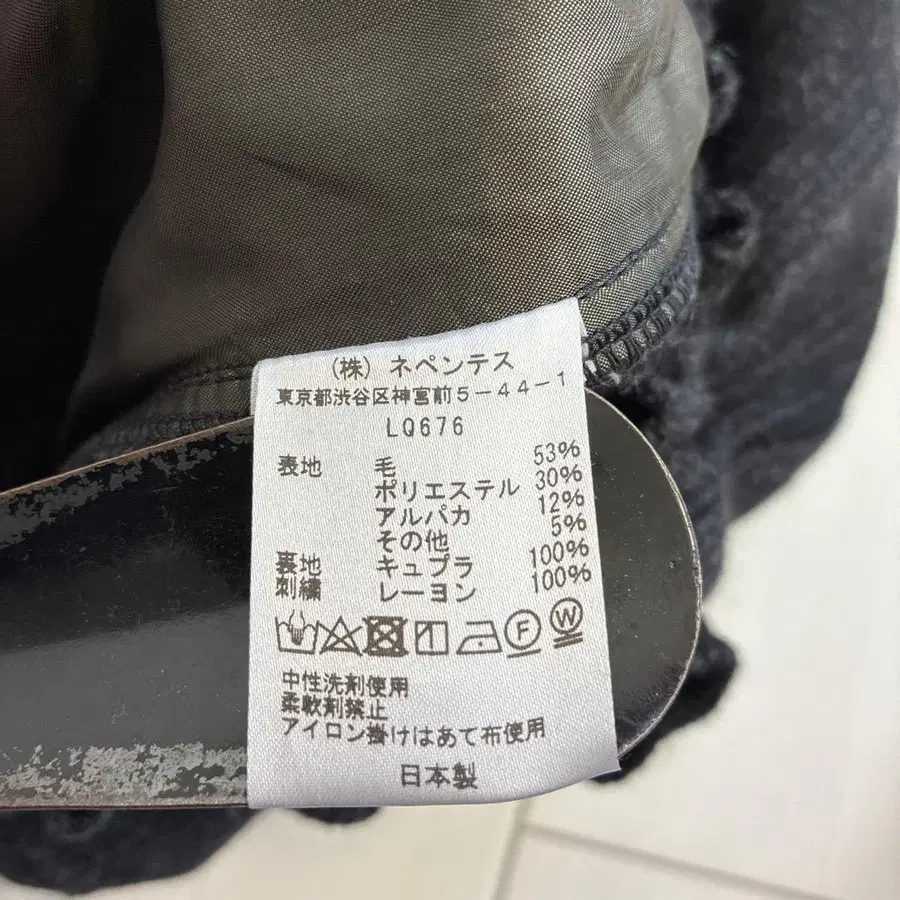 (株) ネペンテス
東京都渋谷区神宮前5-44-1
LQ676
表地 毛 53%
ポリエステル 30%
アルパカ 12%
その他 5%
裏地 キュプラ 100%
刺繍 レーヨン 100%
F W
中性洗剤使用
柔軟剤禁止
アイロン掛けはあて布使用
日本製